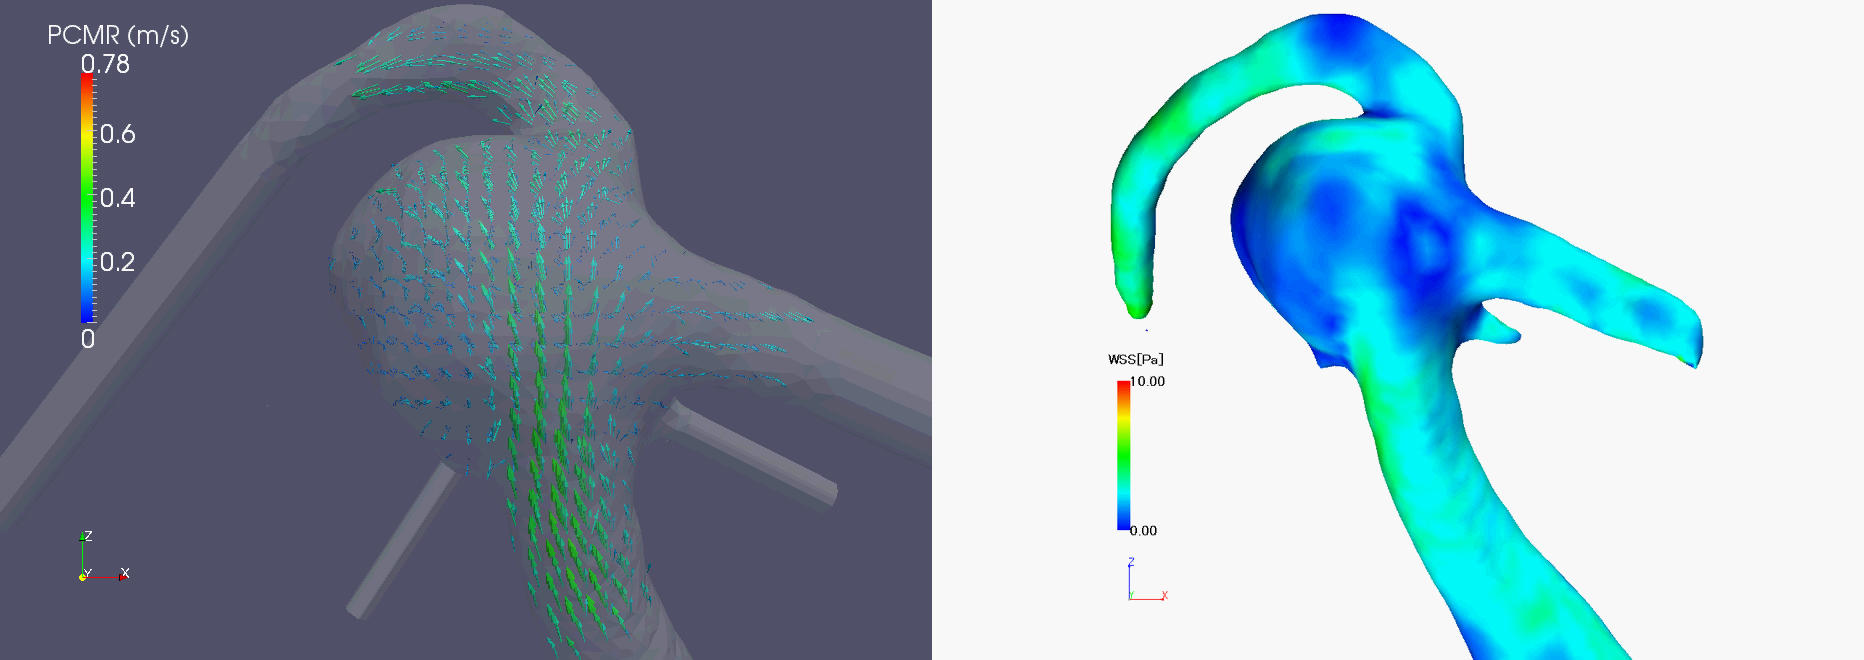 PCMR (m/s)
0.78
0.6
0.4
0.2
0
Z
Y X
WSS[Pa]
10.00
0.00
Z
Y X